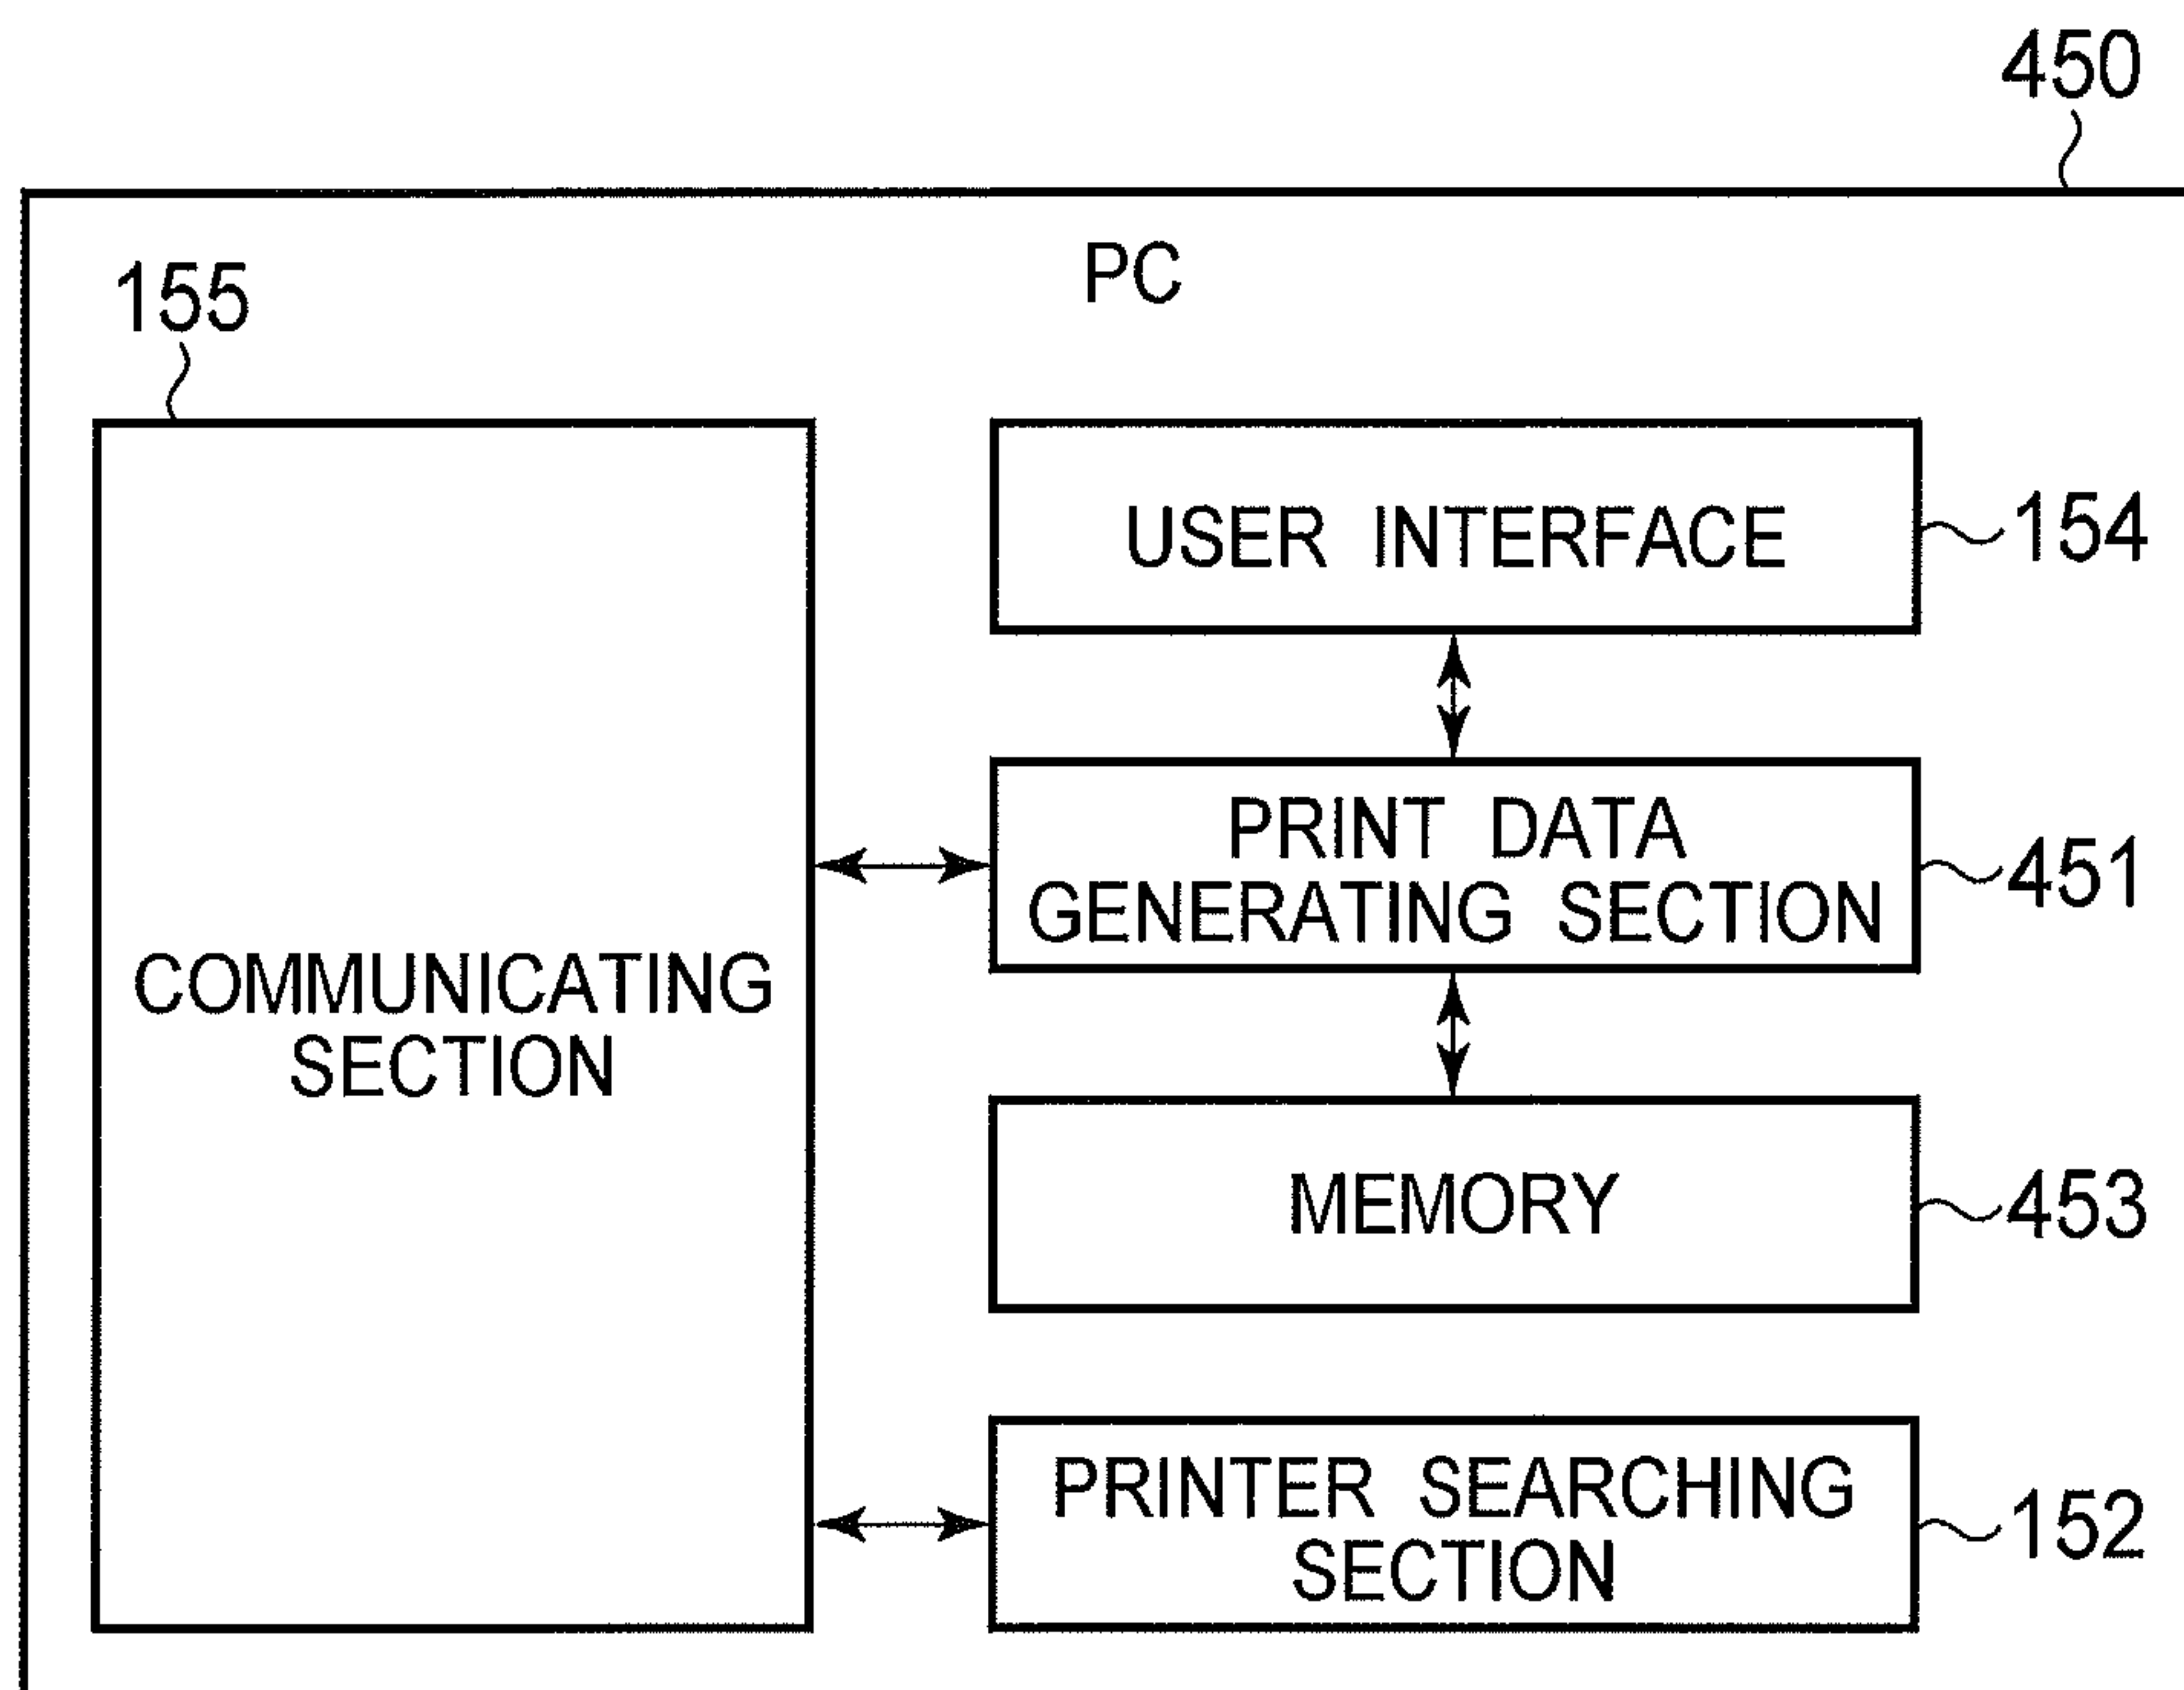 450
PC
155
USER INTERFACE
154
PRINT DATA
GENERATING SECTION
451
COMMUNICATING
SECTION
MEMORY
453
PRINTER SEARCHING
SECTION
152